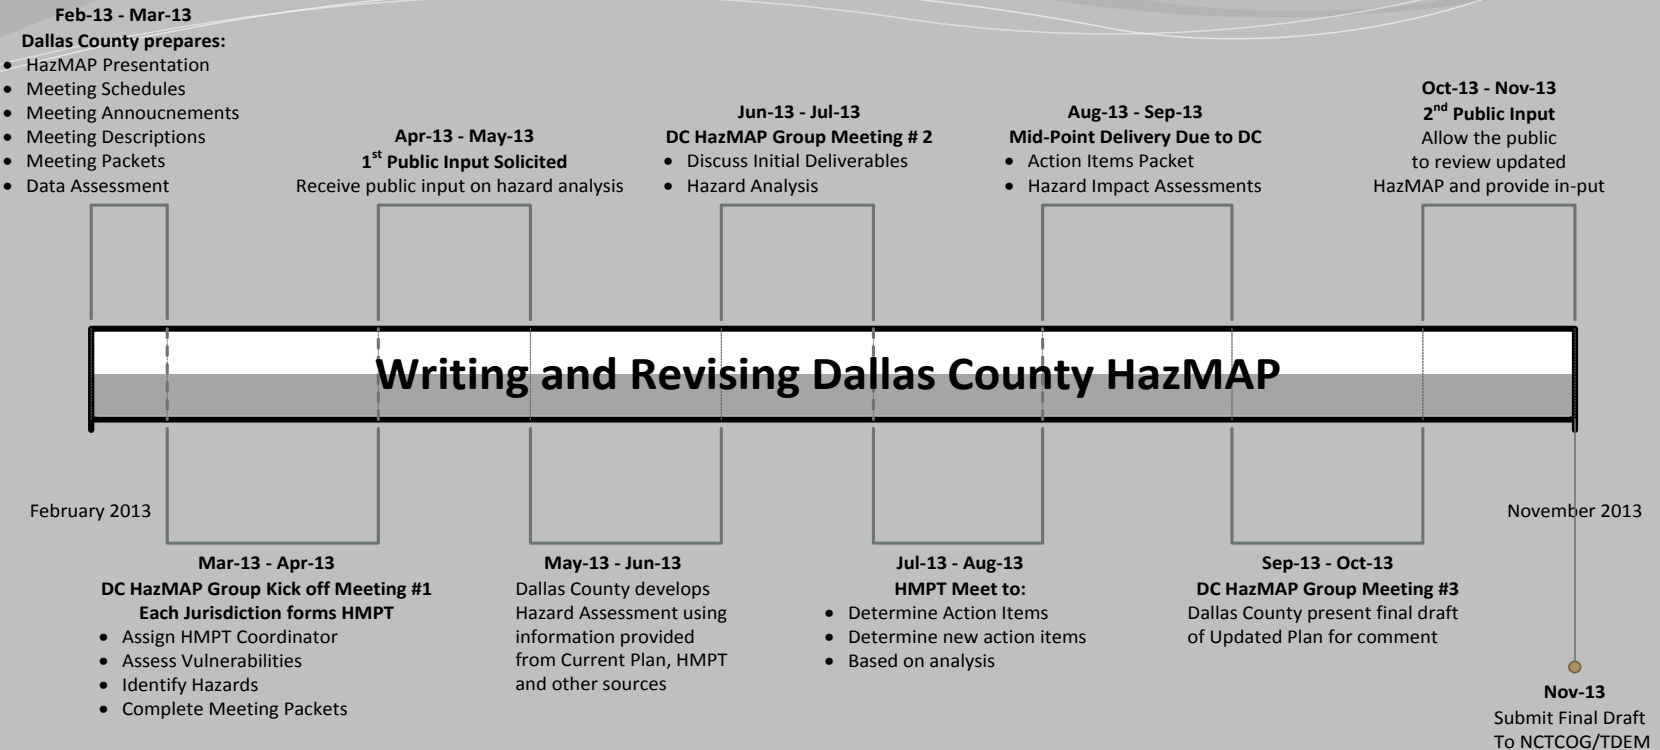 Feb-13 - Mar-13
Dallas County prepares:
• HazMAP Presentation
• Meeting Schedules
• Meeting Annoucnements
• Meeting Descriptions
• Meeting Packets
• Data Assessment
Apr-13 - May-13
1st Public Input Solicited
Receive public input on hazard analysis
Jun-13 - Jul-13
DC HazMAP Group Meeting # 2
• Discuss Initial Deliverables
• Hazard Analysis
Aug-13 - Sep-13
Mid-Point Delivery Due to DC
• Action Items Packet
• Hazard Impact Assessments
Oct-13 - Nov-13
2nd Public Input
Allow the public
to review updated
HazMAP and provide in-put
Writing and Revising Dallas County HazMAP
February 2013
November 2013
Mar-13 - Apr-13
DC HazMAP Group Kick off Meeting #1
Each Jurisdiction forms HMPT
• Assign HMPT Coordinator
• Assess Vulnerabilities
• Identify Hazards
• Complete Meeting Packets
May-13 - Jun-13
Dallas County develops
Hazard Assessment using
information provided
from Current Plan, HMPT
and other sources
Jul-13 - Aug-13
HMPT Meet to:
• Determine Action Items
• Determine new action items
• Based on analysis
Sep-13 - Oct-13
DC HazMAP Group Meeting #3
Dallas County present final draft
of Updated Plan for comment
Nov-13
Submit Final Draft
To NCTCOG/TDEM